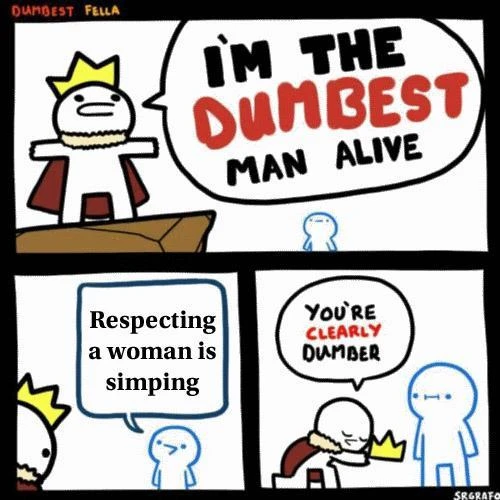 DUMBEST FELLA
I'M THE
DUMBEST
MAN ALIVE
Respecting
a woman is
simping
YOU'RE
CLEARLY
DUMBER
SRGRAFO